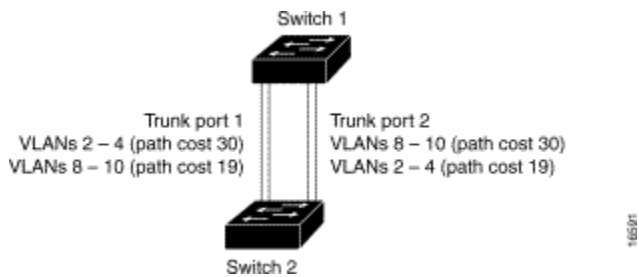 Switch 1
Trunk port 1
VLANs 2 – 4 (path cost 30)
VLANs 8 – 10 (path cost 19)
Trunk port 2
VLANs 8 – 10 (path cost 30)
VLANs 2 – 4 (path cost 19)
16591
Switch 2